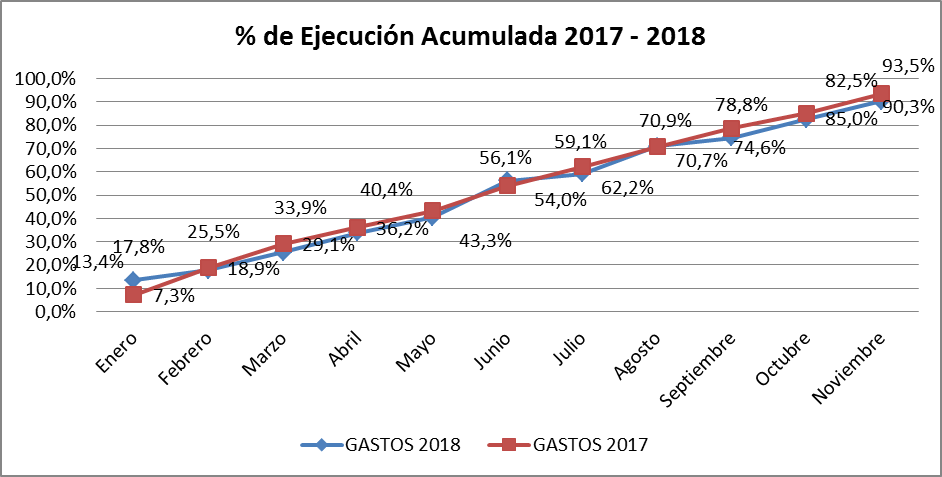 % de Ejecución Acumulada 2017 - 2018
100,0%
90,0%
80,0%
70,0%
60,0%
50,0%
40,0%
30,0%
20,0%
10,0%
0,0%
13,4%
17,8%
25,5%
33,9%
40,4%
56,1%
59,1%
70,9%
74,6%
82,5%
90,3%
7,3%
18,9%
29,1%
36,2%
43,3%
54,0%
62,2%
70,7%
78,8%
85,0%
93,5%
Enero
Febrero
Marzo
Abril
Mayo
Junio
Julio
Agosto
Septiembre
Octubre
Noviembre
GASTOS 2018
GASTOS 2017